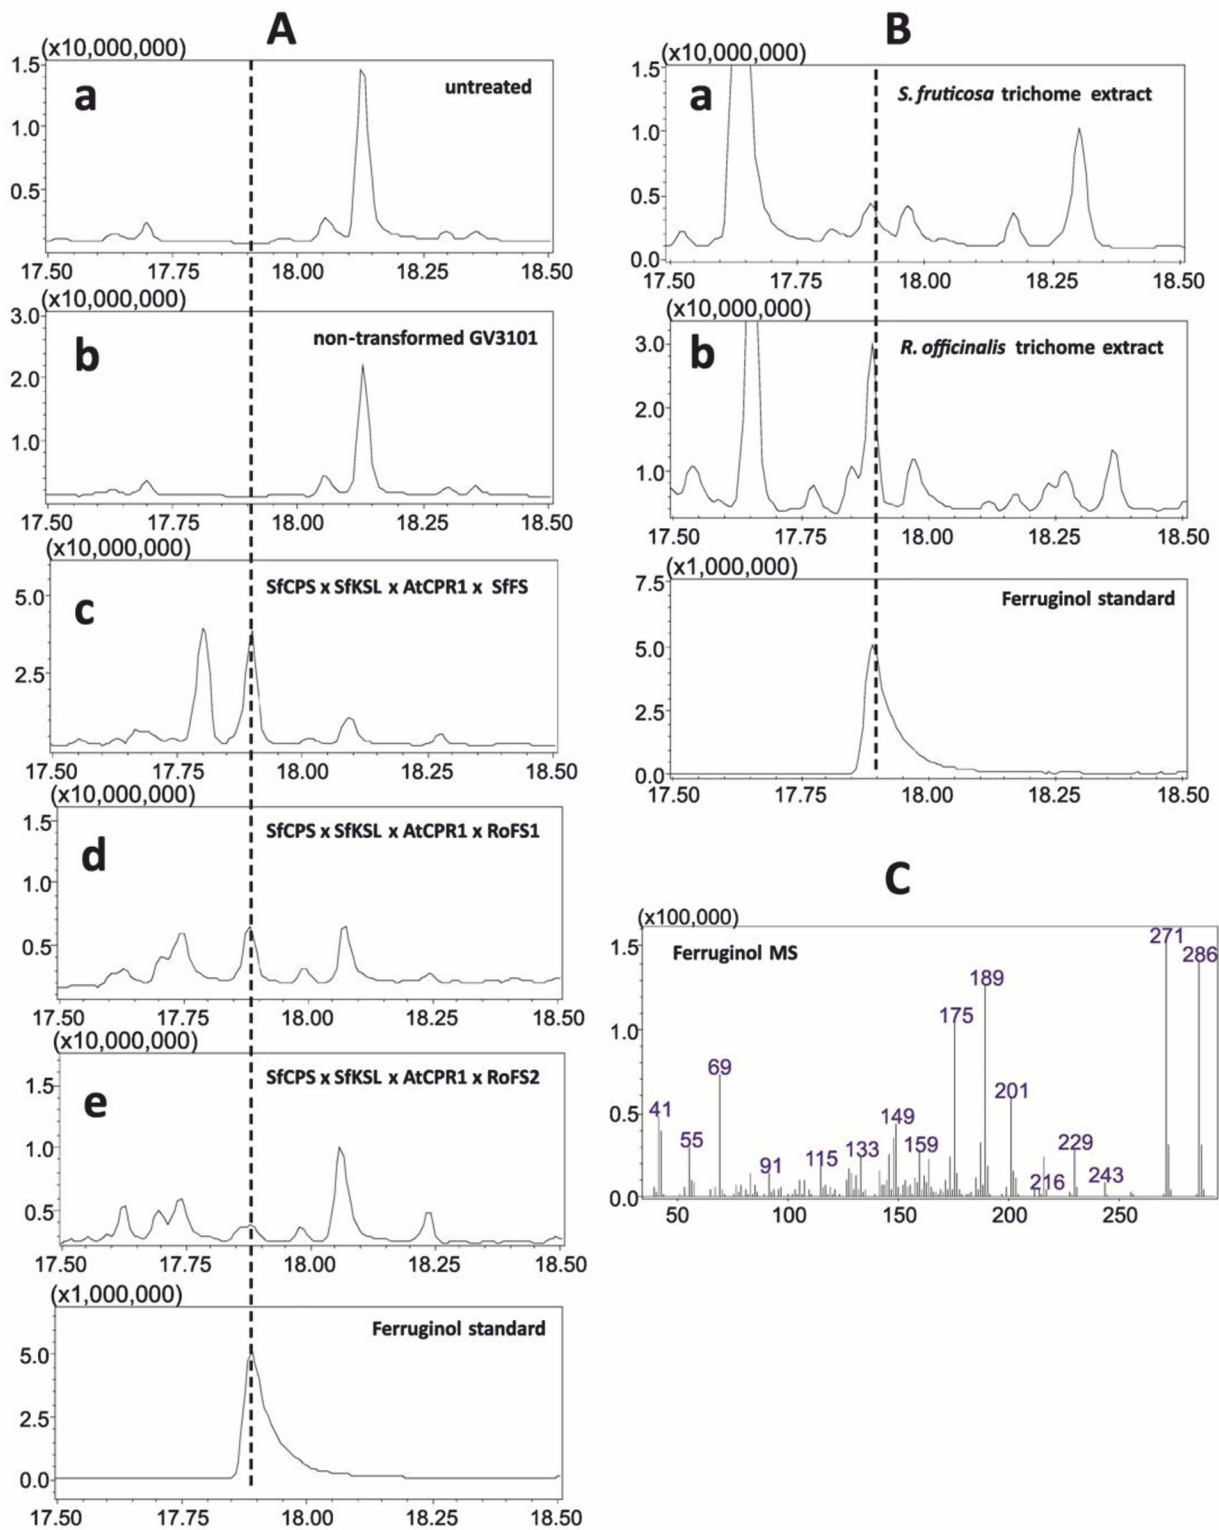 A
(x10,000,000)
a
untreated
1.5
1.0
0.5
17.50 17.75 18.00 18.25 18.50
(x10,000,000)
b
non-transformed GV3101
3.0
2.0
1.0
17.50 17.75 18.00 18.25 18.50
(x10,000,000)
c
SfCPS x SfKSL x AtCPR1 x SfFS
5.0
2.5
17.50 17.75 18.00 18.25 18.50
(x10,000,000)
d
SfCPS x SfKSL x AtCPR1 x RoFS1
1.5
1.0
0.5
17.50 17.75 18.00 18.25 18.50
(x10,000,000)
e
SfCPS x SfKSL x AtCPR1 x RoFS2
1.5
1.0
0.5
17.50 17.75 18.00 18.25 18.50
(x1,000,000)
Ferruginol standard
5.0
2.5
0.0
17.50 17.75 18.00 18.25 18.50
B
(x10,000,000)
a
S. fruticosa trichome extract
1.5
1.0
0.5
0.0
17.50 17.75 18.00 18.25 18.50
(x10,000,000)
b
R. officinalis trichome extract
3.0
2.0
1.0
17.50 17.75 18.00 18.25 18.50
(x1,000,000)
Ferruginol standard
7.5
5.0
2.5
0.0
17.50 17.75 18.00 18.25 18.50
C
(x100,000)
Ferruginol MS
1.5
1.0
0.5
0.0
41 55 69 91 115 133 149 159 175 189 201 216 229 243 271 286
50 100 150 200 250